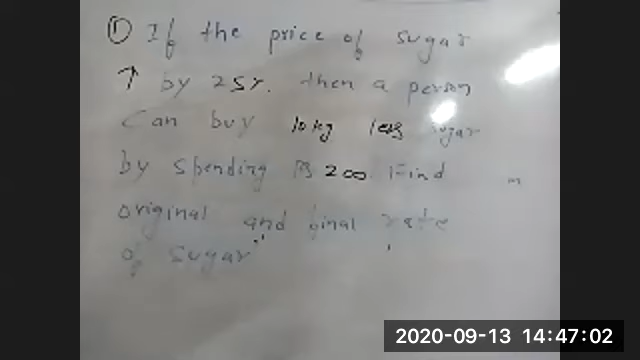 ① If the price of sugar
↑ by 25%. then a person
can buy 10 kg less sugar
by spending Rs 200. Find
original and final rate
of sugar"
2020-09-13 14:47:02